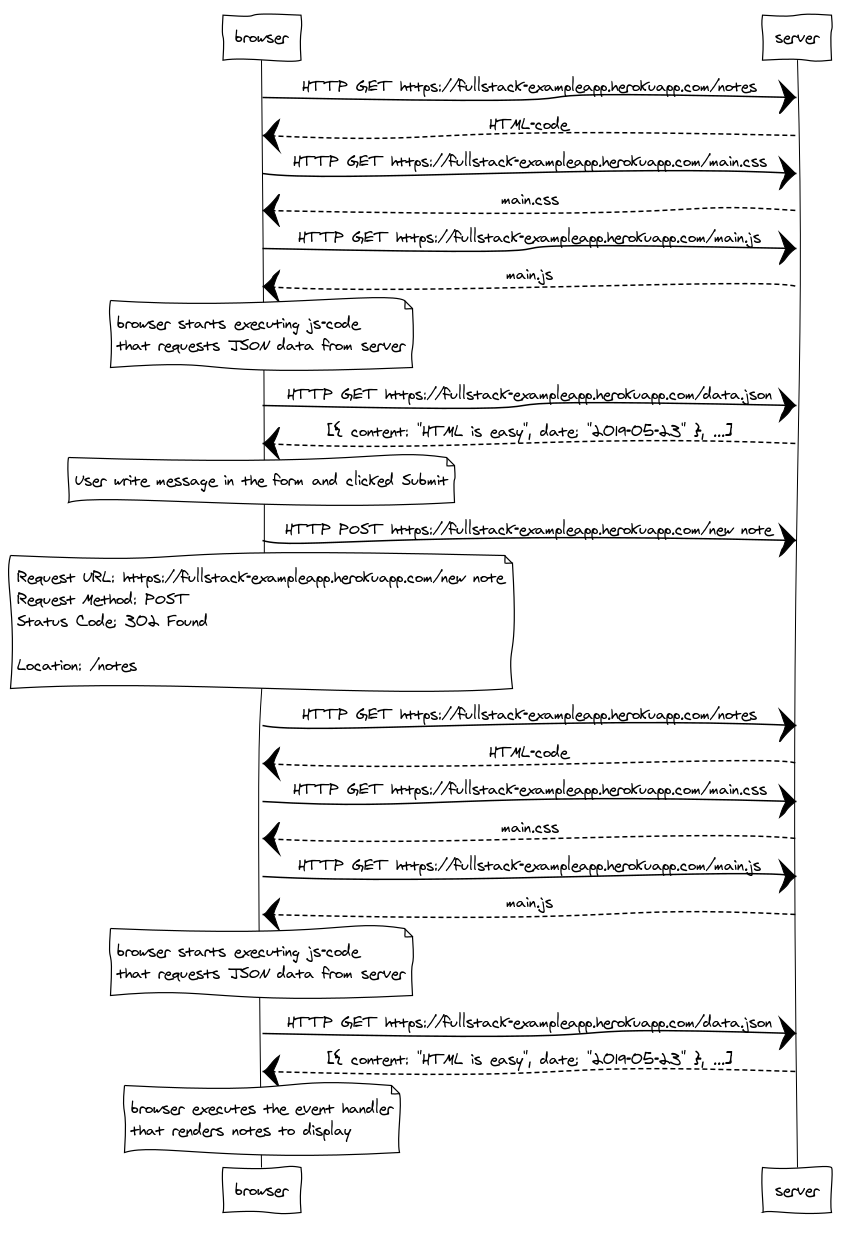 browser
server
HTTP GET https://fullstack-exampleapp.herokuapp.com/notes
HTML-code
HTTP GET https://fullstack-exampleapp.herokuapp.com/main.css
main.css
HTTP GET https://fullstack-exampleapp.herokuapp.com/main.js
main.js
browser starts executing js-code
that requests JSON data from server
HTTP GET https://fullstack-exampleapp.herokuapp.com/data.json
[{ content: "HTML is easy", date: "2019-05-23" }, ...]
User write message in the form and clicked Submit
HTTP POST https://fullstack-exampleapp.herokuapp.com/new note
Request URL: https://fullstack-exampleapp.herokuapp.com/new note
Request Method: POST
Status Code: 302 Found
Location: /notes
HTTP GET https://fullstack-exampleapp.herokuapp.com/notes
HTML-code
HTTP GET https://fullstack-exampleapp.herokuapp.com/main.css
main.css
HTTP GET https://fullstack-exampleapp.herokuapp.com/main.js
main.js
browser starts executing js-code
that requests JSON data from server
HTTP GET https://fullstack-exampleapp.herokuapp.com/data.json
[{ content: "HTML is easy", date: "2019-05-23" }, ...]
browser executes the event handler
that renders notes to display
browser
server